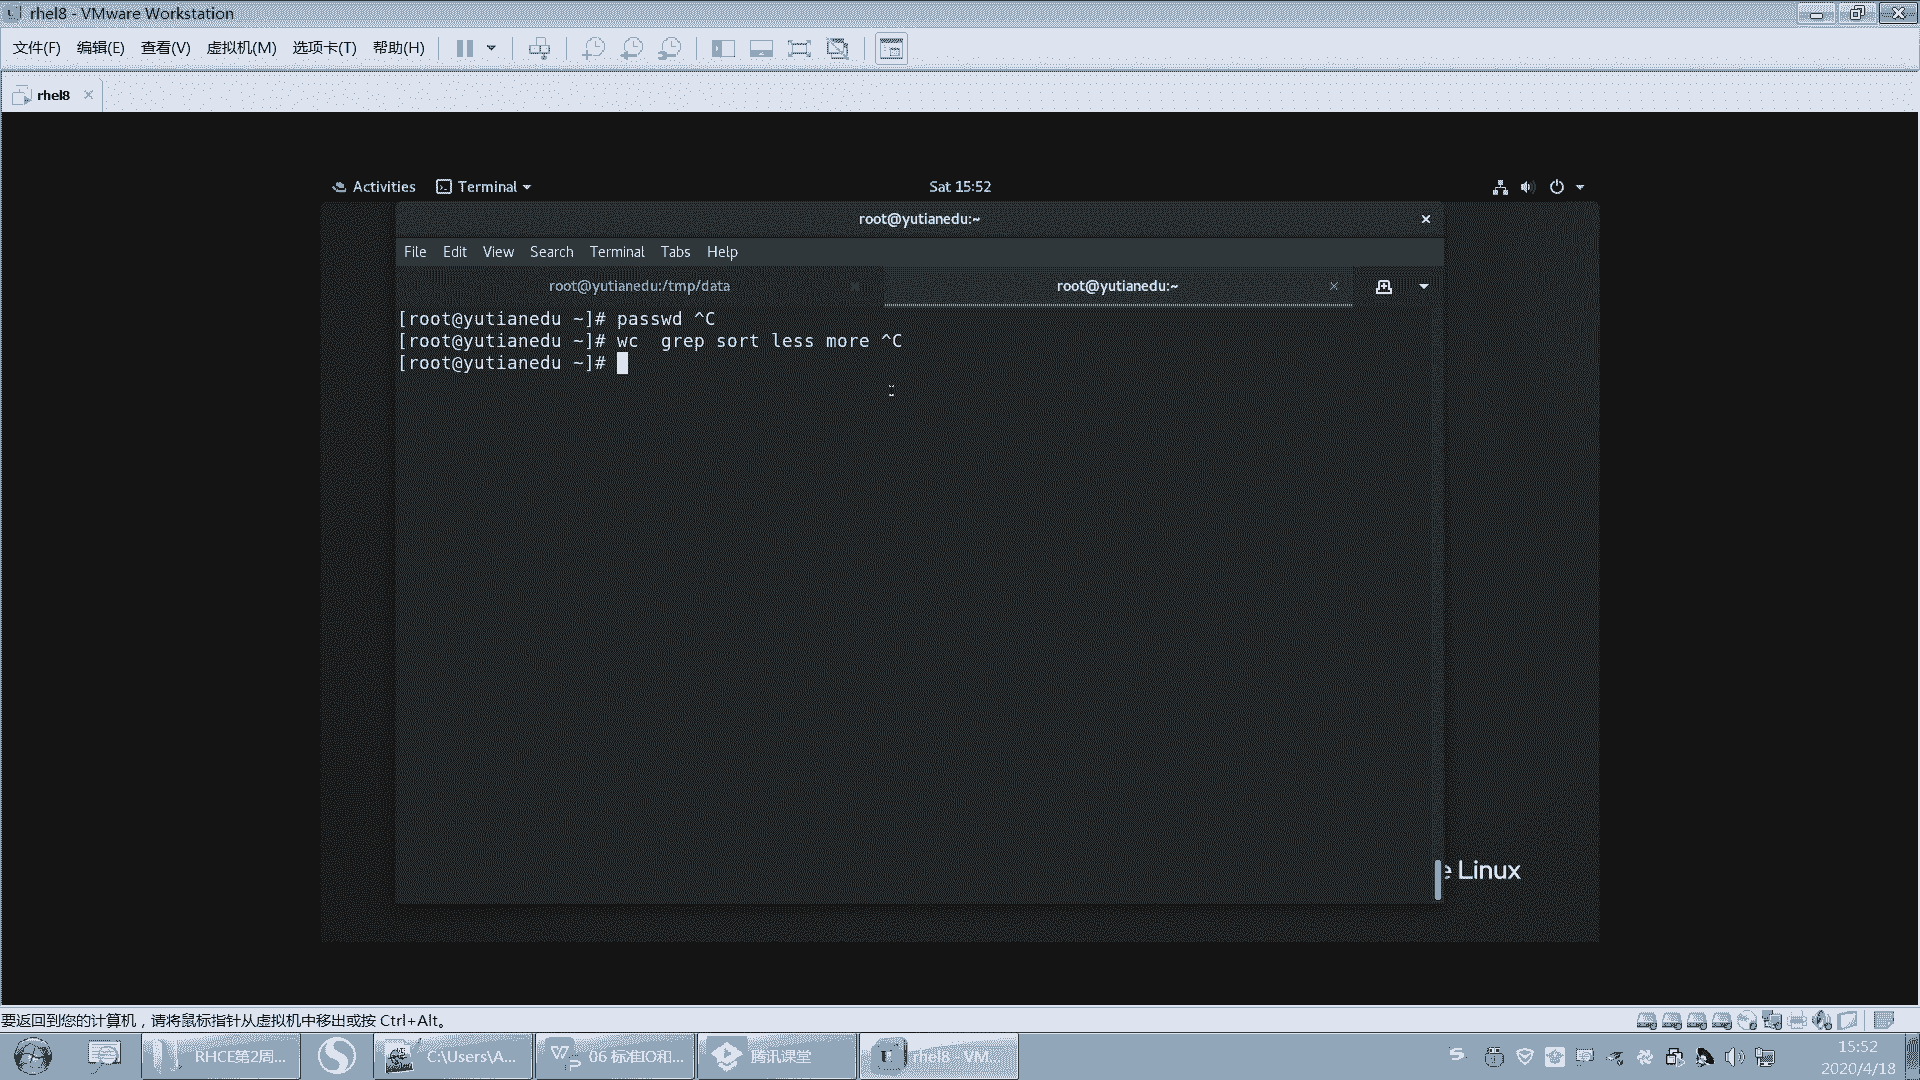 rhel8 - VMware Workstation
文件(F) 编辑(E) 查看(V) 虚拟机(M) 选项卡(T) 帮助(H)
rhel8
Activities Terminal Sat 15:52
root@yutianedu:~
File Edit View Search Terminal Tabs Help
root@yutianedu:/tmp/data root@yutianedu:~
[root@yutianedu ~]# passwd ^C
[root@yutianedu ~]# wc  grep sort less more ^C
[root@yutianedu ~]#
e Linux
要返回到您的计算机，请将鼠标指针从虚拟机中移出或按 Ctrl+Alt。
RHCE第2周... C:\Users\A... 06 标准IO和... 腾讯课堂 rhel8 - VM... 15:52
2020/4/18